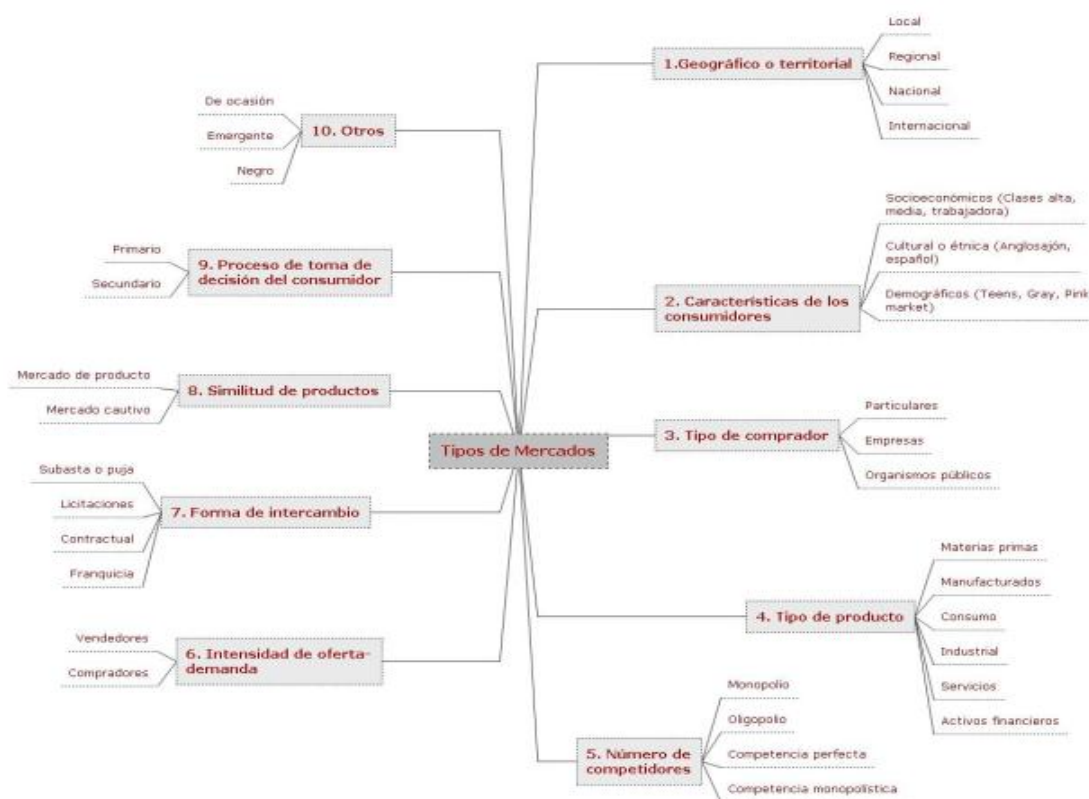 Tipos de Mercados
1.Geográfico o territorial
Local
Regional
Nacional
Internacional
2. Características de los
consumidores
Socioeconómicos (Clases alta,
media, trabajadora)
Cultural o étnica (Anglosajón,
español)
Demográficos (Teens, Gray, Pink
market)
3. Tipo de comprador
Particulares
Empresas
Organismos públicos
4. Tipo de producto
Materias primas
Manufacturados
Consumo
Industrial
Servicios
Activos financieros
5. Número de
competidores
Monopolio
Oligopolio
Competencia perfecta
Competencia monopolística
6. Intensidad de oferta-
demanda
Vendedores
Compradores
7. Forma de intercambio
Subasta o puja
Licitaciones
Contractual
Franquicia
8. Similitud de productos
Mercado de producto
Mercado cautivo
9. Proceso de toma de
decisión del consumidor
Primario
Secundario
10. Otros
De ocasión
Emergente
Negro